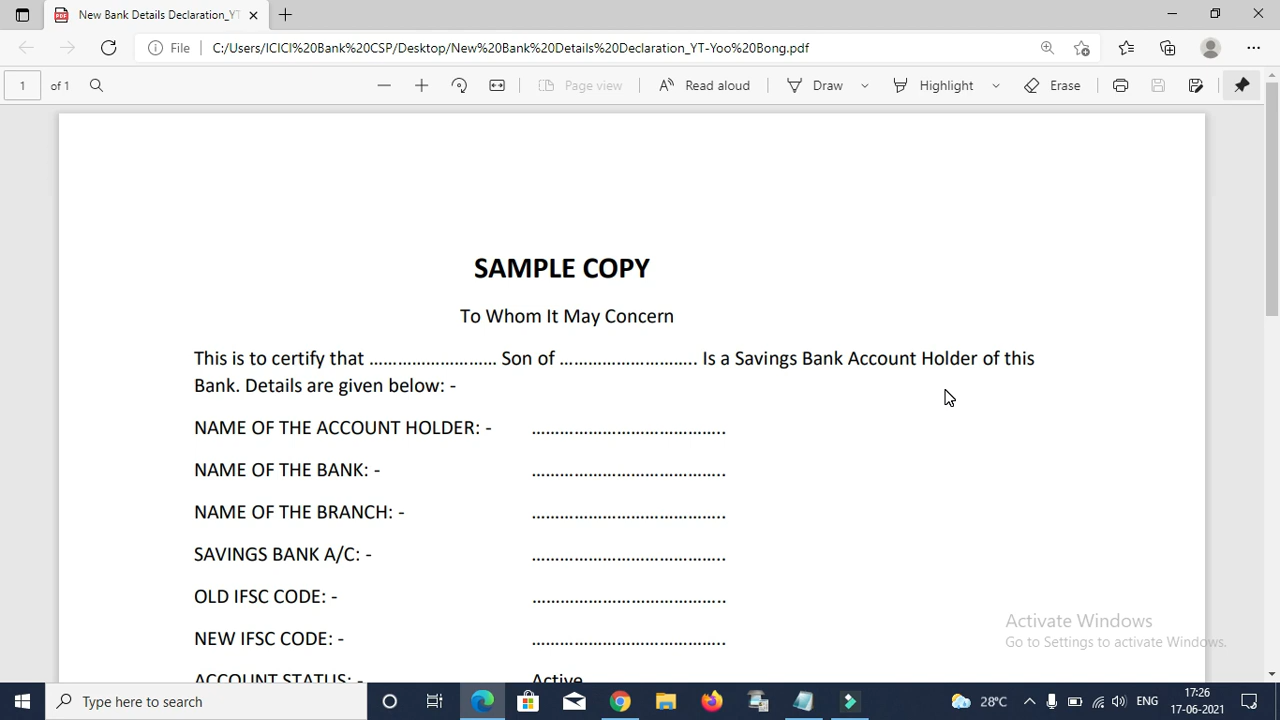 New Bank Details Declaration_YT
File C:/Users/ICICI%20Bank%20CSP/Desktop/New%20Bank%20Details%20Declaration_YT-Yoo%20Bong.pdf
1 of 1 Page view Read aloud Draw Highlight Erase
SAMPLE COPY
To Whom It May Concern
This is to certify that ……………………… Son of ……………………….. Is a Savings Bank Account Holder of this
Bank. Details are given below: -
NAME OF THE ACCOUNT HOLDER: - …………………………………..
NAME OF THE BANK: - …………………………………..
NAME OF THE BRANCH: - …………………………………..
SAVINGS BANK A/C: - …………………………………..
OLD IFSC CODE: - …………………………………..
NEW IFSC CODE: - …………………………………..
ACCOUNT STATUS: - Active
Activate Windows
Go to Settings to activate Windows.
Type here to search 28°C ENG 17:26
17-06-2021